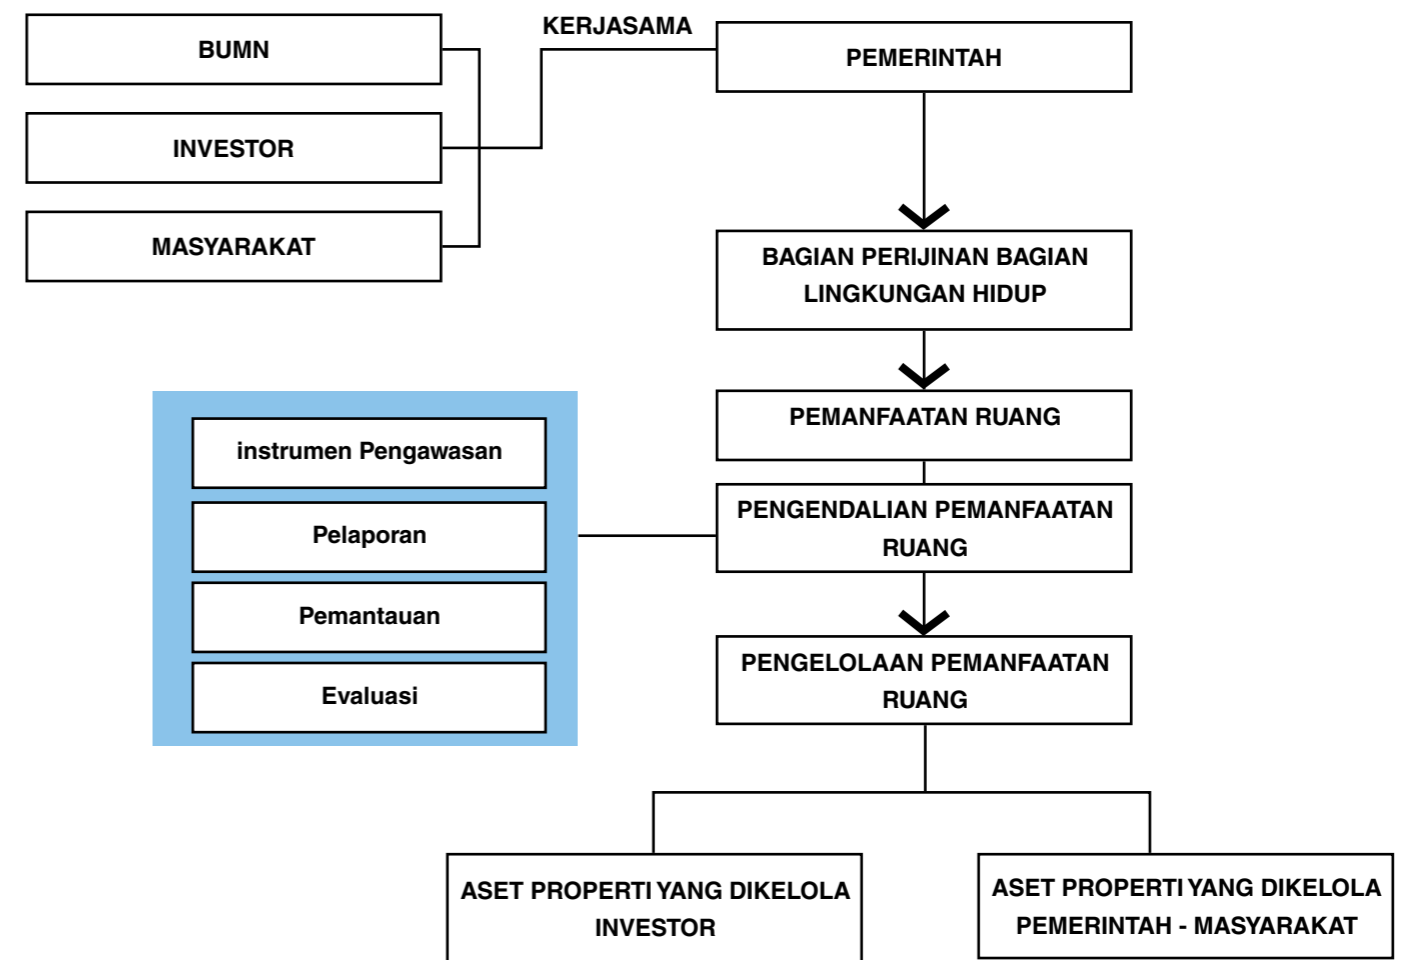 KERJASAMA
BUMN
PEMERINTAH
INVESTOR
MASYARAKAT
BAGIAN PERIJINAN BAGIAN
LINGKUNGAN HIDUP
PEMANFAATAN RUANG
instrumen Pengawasan
Pelaporan
Pemantauan
Evaluasi
PENGENDALIAN PEMANFAATAN
RUANG
PENGELOLAAN PEMANFAATAN
RUANG
ASET PROPERTI YANG DIKELOLA
INVESTOR
ASET PROPERTI YANG DIKELOLA
PEMERINTAH - MASYARAKAT